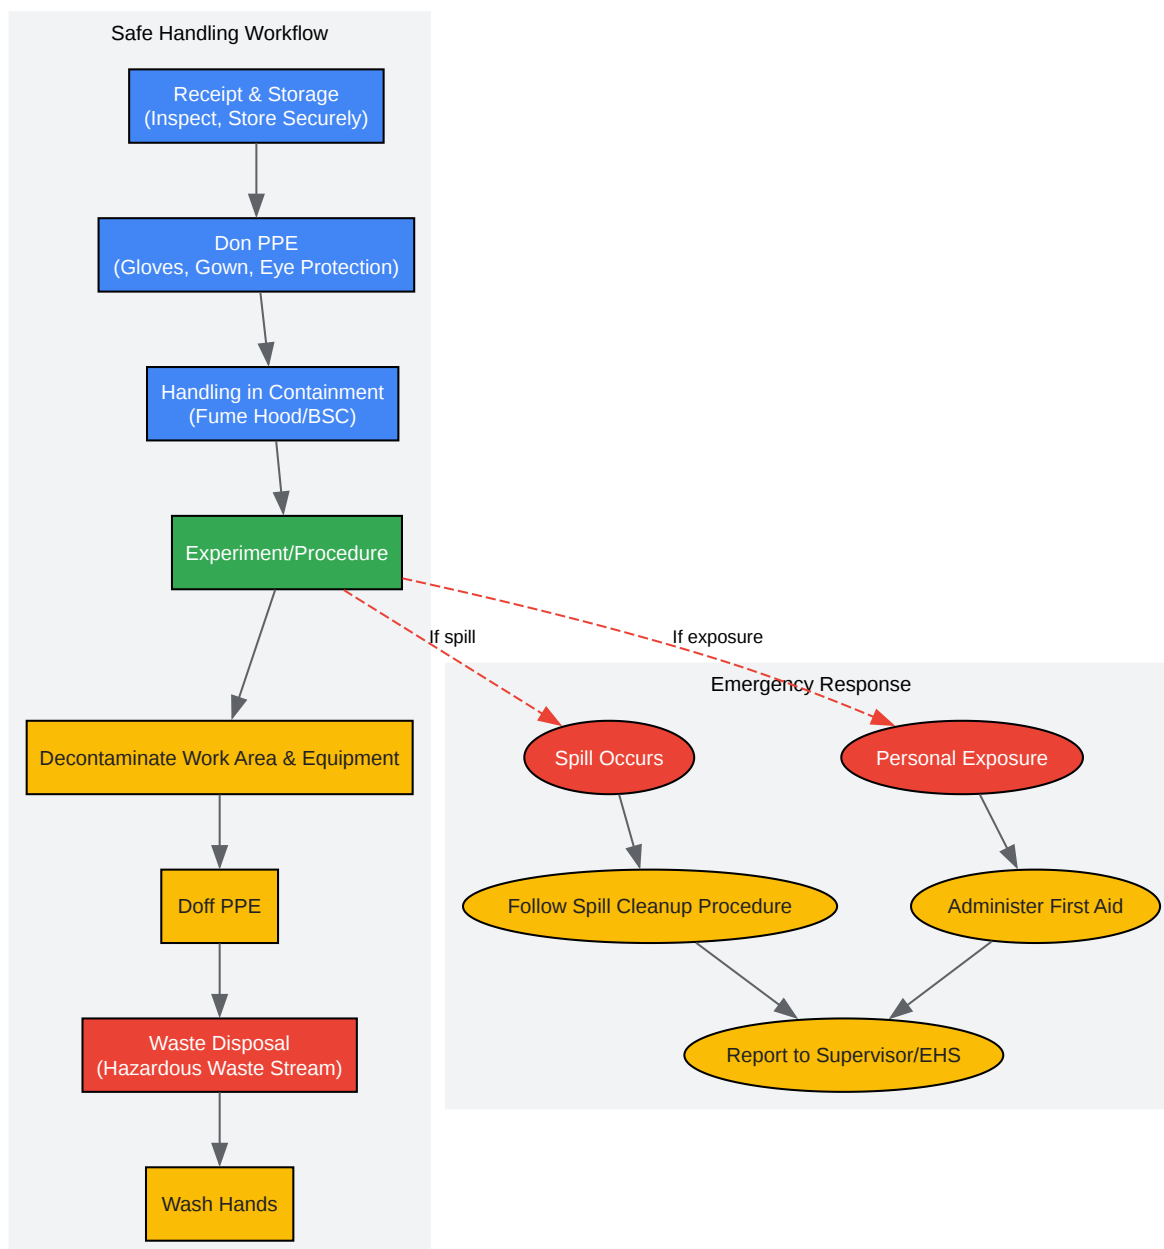 Safe Handling Workflow
Receipt & Storage
(Inspect, Store Securely)
Don PPE
(Gloves, Gown, Eye Protection)
Handling in Containment
(Fume Hood/BSC)
Experiment/Procedure
If spill
If exposure
Emergency Response
Decontaminate Work Area & Equipment
Spill Occurs
Personal Exposure
Doff PPE
Follow Spill Cleanup Procedure
Administer First Aid
Waste Disposal
(Hazardous Waste Stream)
Report to Supervisor/EHS
Wash Hands